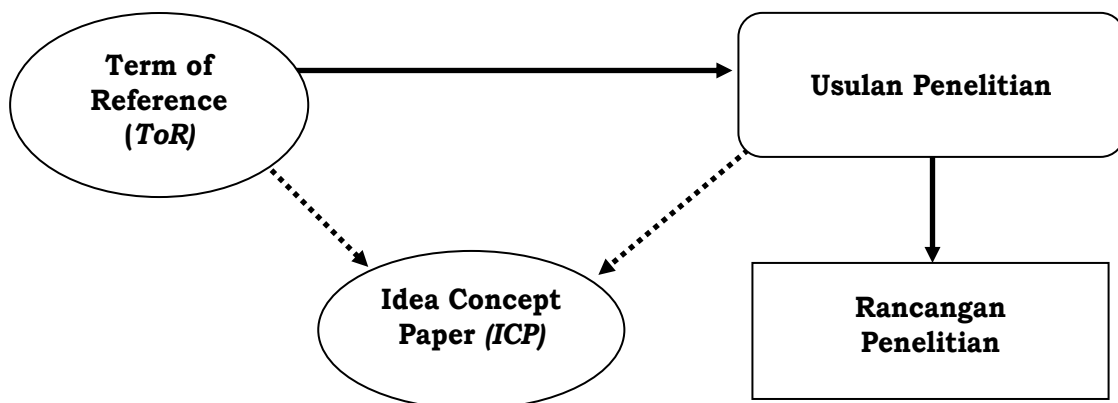 Term of
Reference
(ToR)
Usulan Penelitian
Idea Concept
Paper (ICP)
Rancangan
Penelitian